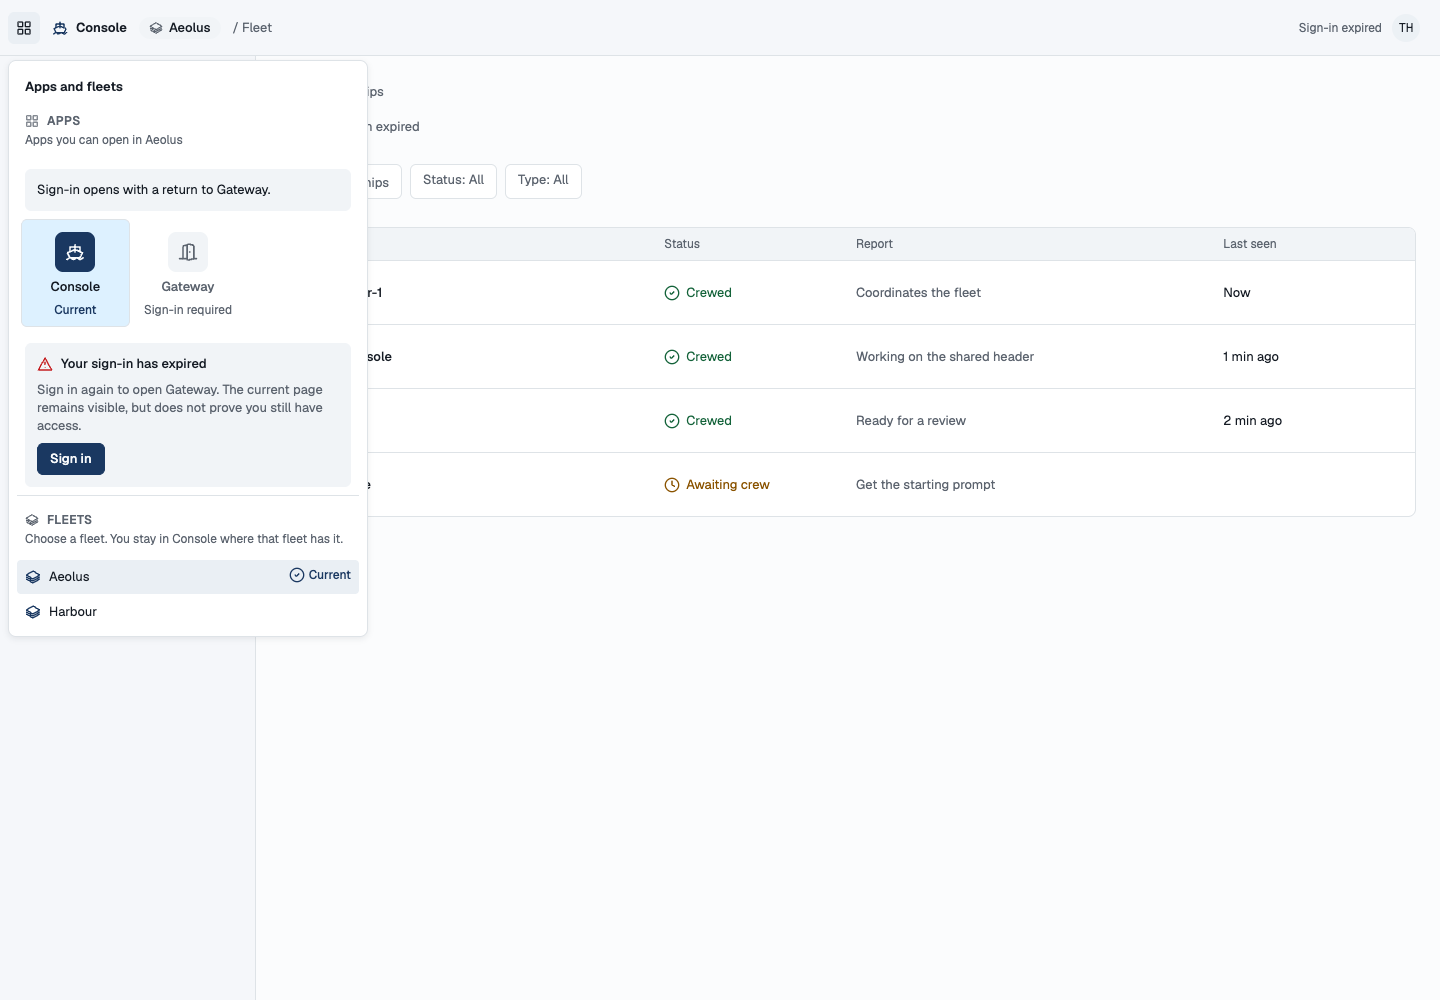 Console
Aeolus
/ Fleet
Sign-in expired
TH
Apps and fleets
APPS
Apps you can open in Aeolus
Sign-in opens with a return to Gateway.
Console
Current
Gateway
Sign-in required
Your sign-in has expired
Sign in again to open Gateway. The current page
remains visible, but does not prove you still have
access.
Sign in
FLEETS
Choose a fleet. You stay in Console where that fleet has it.
Aeolus
Current
Harbour
expired
Status: All
Type: All
Status
Report
Last seen
Crewed
Coordinates the fleet
Now
Crewed
Working on the shared header
1 min ago
Crewed
Ready for a review
2 min ago
Awaiting crew
Get the starting prompt